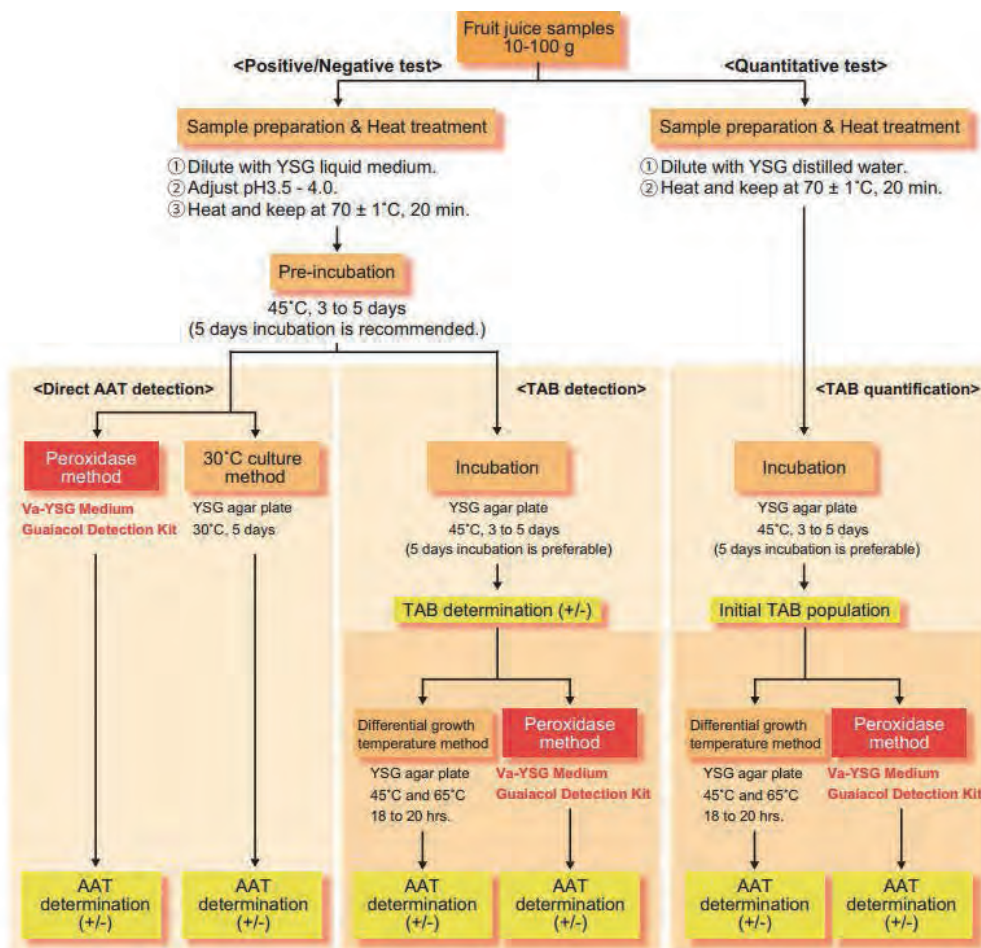 Fruit juice samples
10-100 g
<Positive/Negative test>
<Quantitative test>
Sample preparation & Heat treatment
①Dilute with YSG liquid medium.
②Adjust pH3.5 - 4.0.
③Heat and keep at 70 ± 1˚C, 20 min.
Sample preparation & Heat treatment
①Dilute with YSG distilled water.
②Heat and keep at 70 ± 1˚C, 20 min.
Pre-incubation
45˚C, 3 to 5 days
(5 days incubation is recommended.)
<Direct AAT detection>
<TAB detection>
<TAB quantification>
Peroxidase
method
Va-YSG Medium
Guaiacol Detection Kit
30˚C culture
method
YSG agar plate
30˚C, 5 days
Incubation
YSG agar plate
45˚C, 3 to 5 days
(5 days incubation is preferable)
Incubation
YSG agar plate
45˚C, 3 to 5 days
(5 days incubation is preferable)
TAB determination (+/-)
Initial TAB population
Differential growth
temperature method
YSG agar plate
45˚C and 65˚C
18 to 20 hrs.
Peroxidase
method
Va-YSG Medium
Guaiacol Detection Kit
Differential growth
temperature method
YSG agar plate
45˚C and 65˚C
18 to 20 hrs.
Peroxidase
method
Va-YSG Medium
Guaiacol Detection Kit
AAT
determination
(+/-)
AAT
determination
(+/-)
AAT
determination
(+/-)
AAT
determination
(+/-)
AAT
determination
(+/-)
AAT
determination
(+/-)